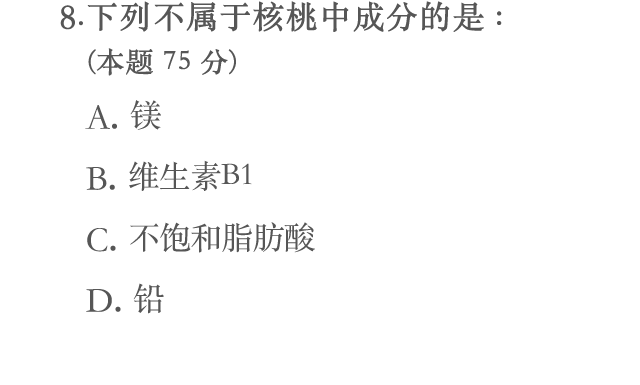 8.下列不属于核桃中成分的是：
(本题 75 分)
A. 镁
B. 维生素B1
C. 不饱和脂肪酸
D. 铅